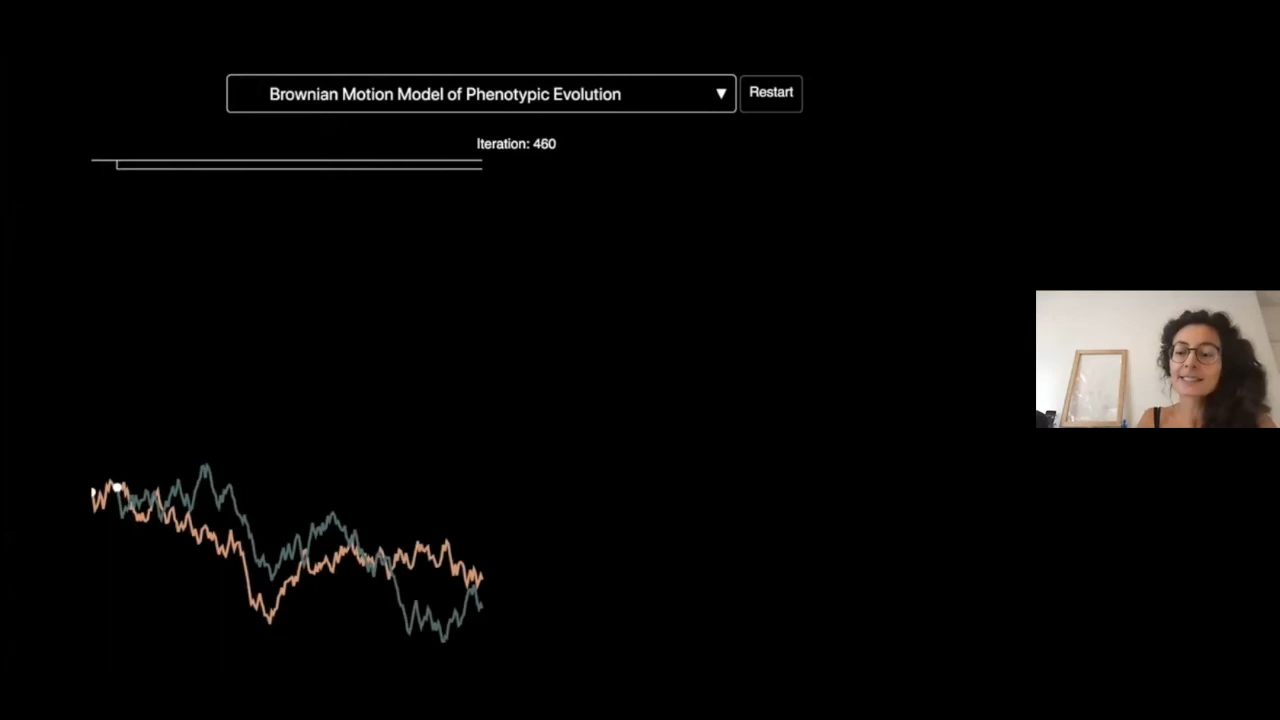 Brownian Motion Model of Phenotypic Evolution ▼
Restart
Iteration: 460